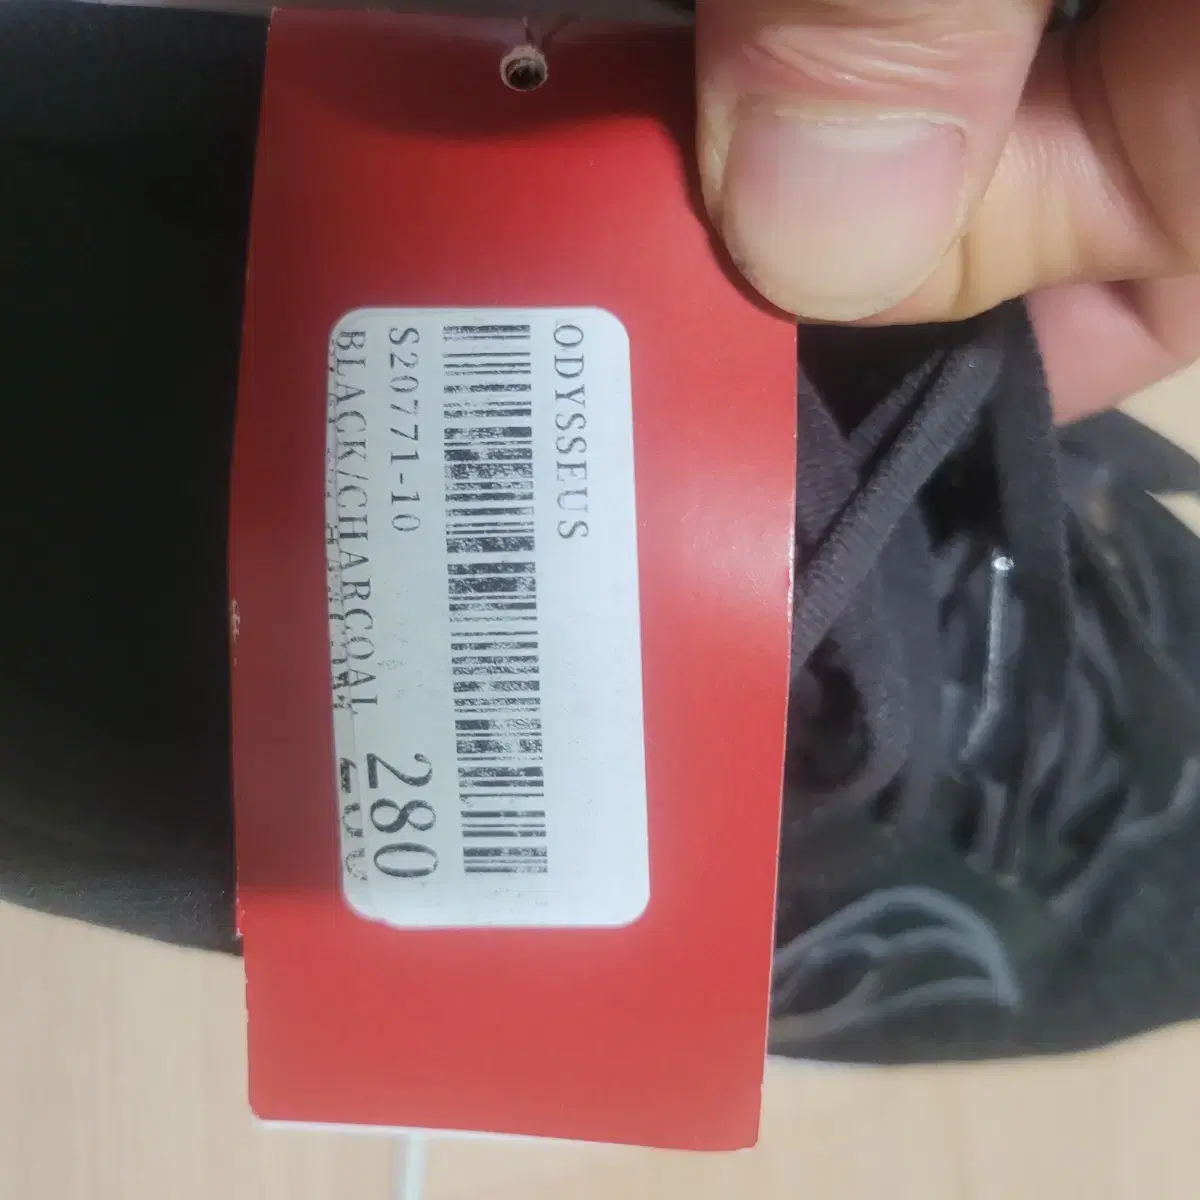 ODYSSEUS
S20771-10
280
BLACK/CHARCOAL